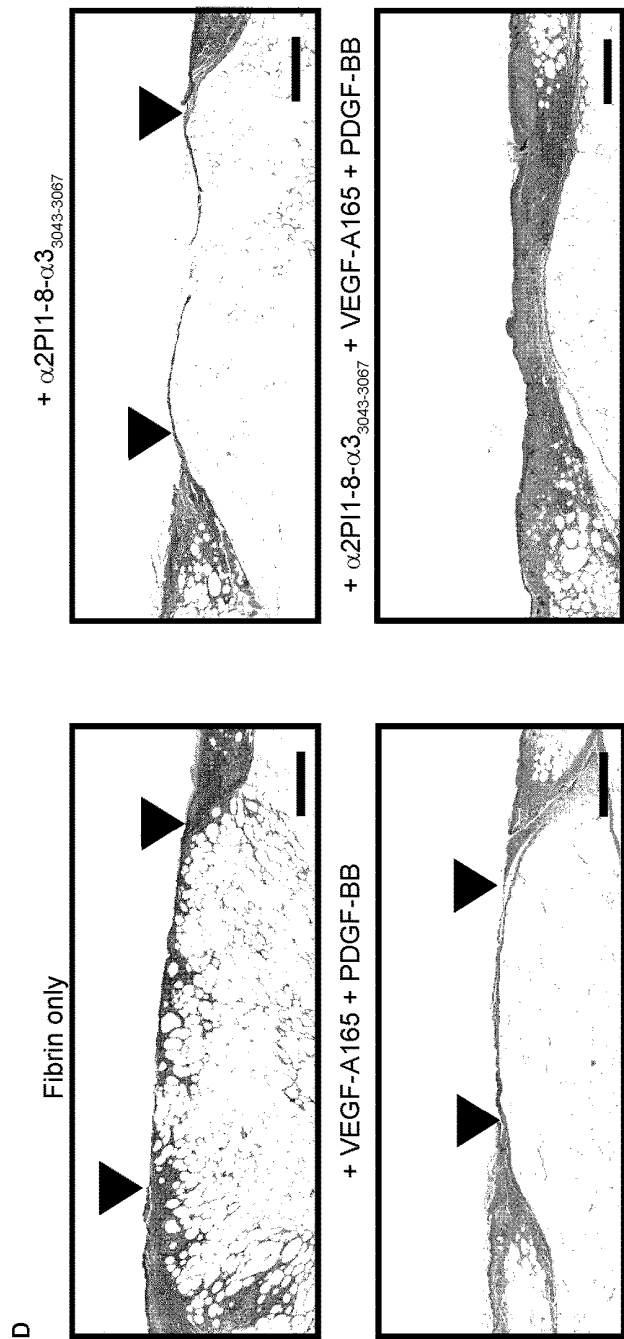 D
Fibrin only
+ α2PI1-8-α33043-3067
+ VEGF-A165 + PDGF-BB
+ α2PI1-8-α33043-3067 + VEGF-A165 + PDGF-BB